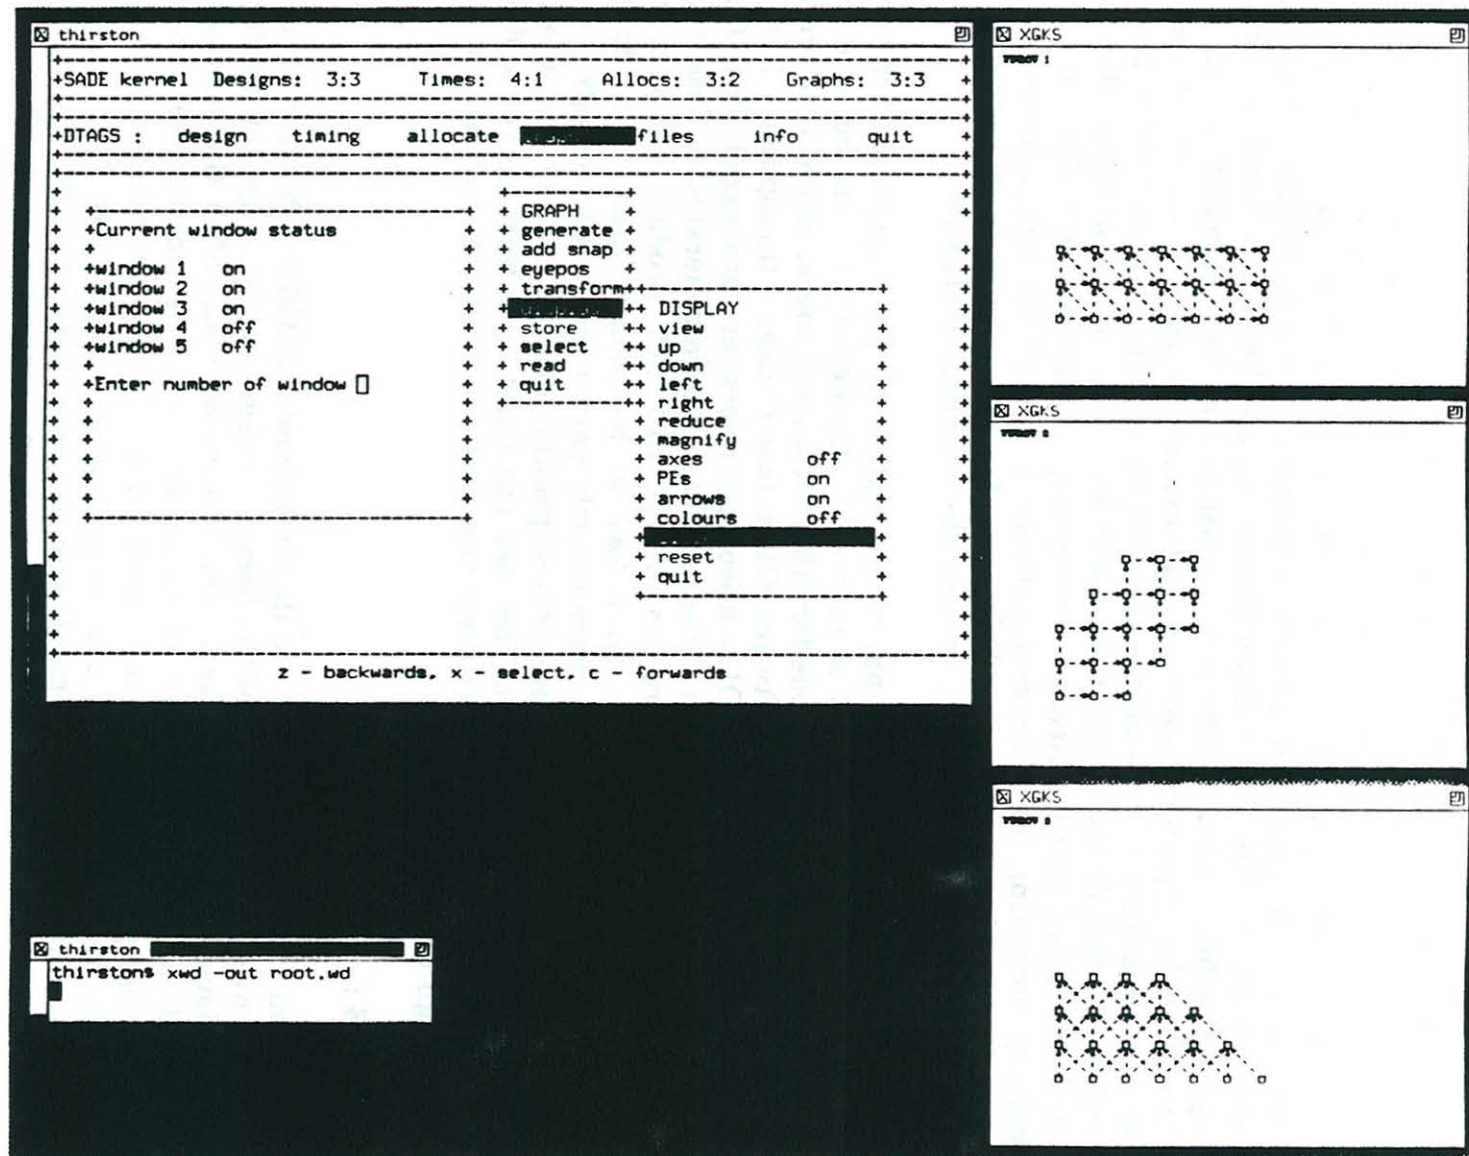 thirston
SADE kernel Designs: 3:3 Times: 4:1 Allocs: 3:2 Graphs: 3:3
DTAGS : design timing allocate files info quit
Current window status
window 1 on
window 2 on
window 3 on
window 4 off
window 5 off
Enter number of window
GRAPH
generate
add snap
eyepos
transform
store
select
read
quit
DISPLAY
view
up
down
left
right
reduce
magnify
axes off
PEs on
arrows on
colours off
reset
quit
z - backwards, x - select, c - forwards
thirston
thirston$ xwd -out root.wd
XGKS
XGKS
XGKS